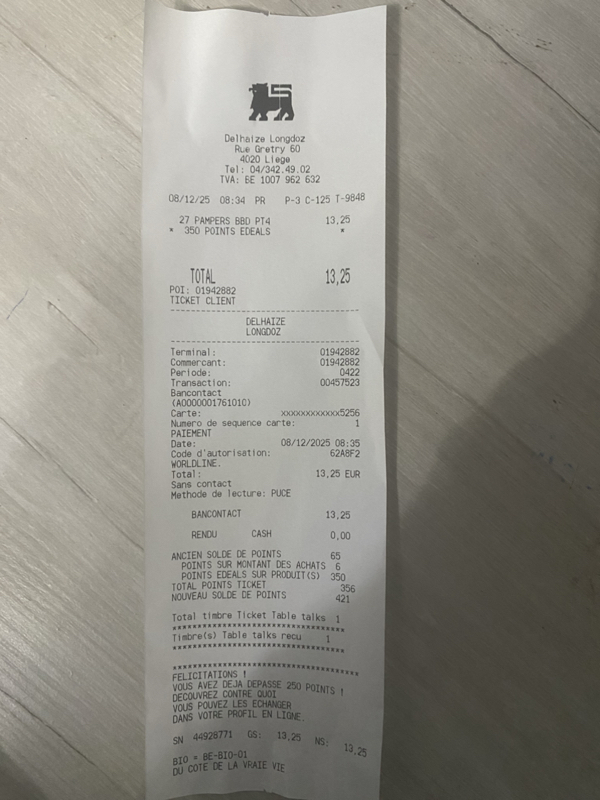 Delhaize Longdoz
Rue Gretry 60
4020 Liege
Tel: 04/342.49.02
TVA: BE 1007 962 632
08/12/25 08:34 PR P-3 C-125 T-9848
27 PAMPERS BBD PT4 13,25
* 350 POINTS EDEALS *
TOTAL 13,25
POI: 01942882
TICKET CLIENT
DELHAIZE
LONGDOZ
Terminal: 01942882
Commercant: 01942882
Periode: 0422
Transaction: 00457523
Bancontact
(A0000001761010)
Carte: xxxxxxxxxxxx5256
Numero de sequence carte: 1
PAIEMENT
Date: 08/12/2025 08:35
Code d'autorisation: 62A8F2
WORLDLINE.
Total: 13,25 EUR
Sans contact
Methode de lecture: PUCE
BANCONTACT 13,25
RENDU CASH 0,00
ANCIEN SOLDE DE POINTS 65
POINTS SUR MONTANT DES ACHATS 6
POINTS EDEALS SUR PRODUIT(S) 350
TOTAL POINTS TICKET 356
NOUVEAU SOLDE DE POINTS 421
Total timbre Ticket Table talks 1
************************************
Timbre(s) Table talks recu 1
************************************
************************************
FELICITATIONS !
VOUS AVEZ DEJA DEPASSE 250 POINTS !
DECOUVREZ CONTRE QUOI
VOUS POUVEZ LES ECHANGER
DANS VOTRE PROFIL EN LIGNE.
SN 44928771 GS: 13,25 NS: 13,25
BIO = BE-BIO-01
DU COTE DE LA VRAIE VIE